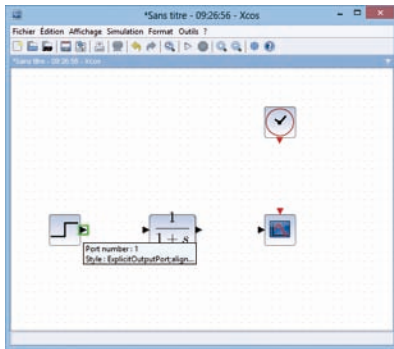 *Sans titre - 09:26:56 - Xcos
Fichier Édition Affichage Simulation Format Outils ?
*Sans titre - 09:26:56 - Xcos
1
1 + s
Port number : 1
Style : ExplicitOutputPort;align...